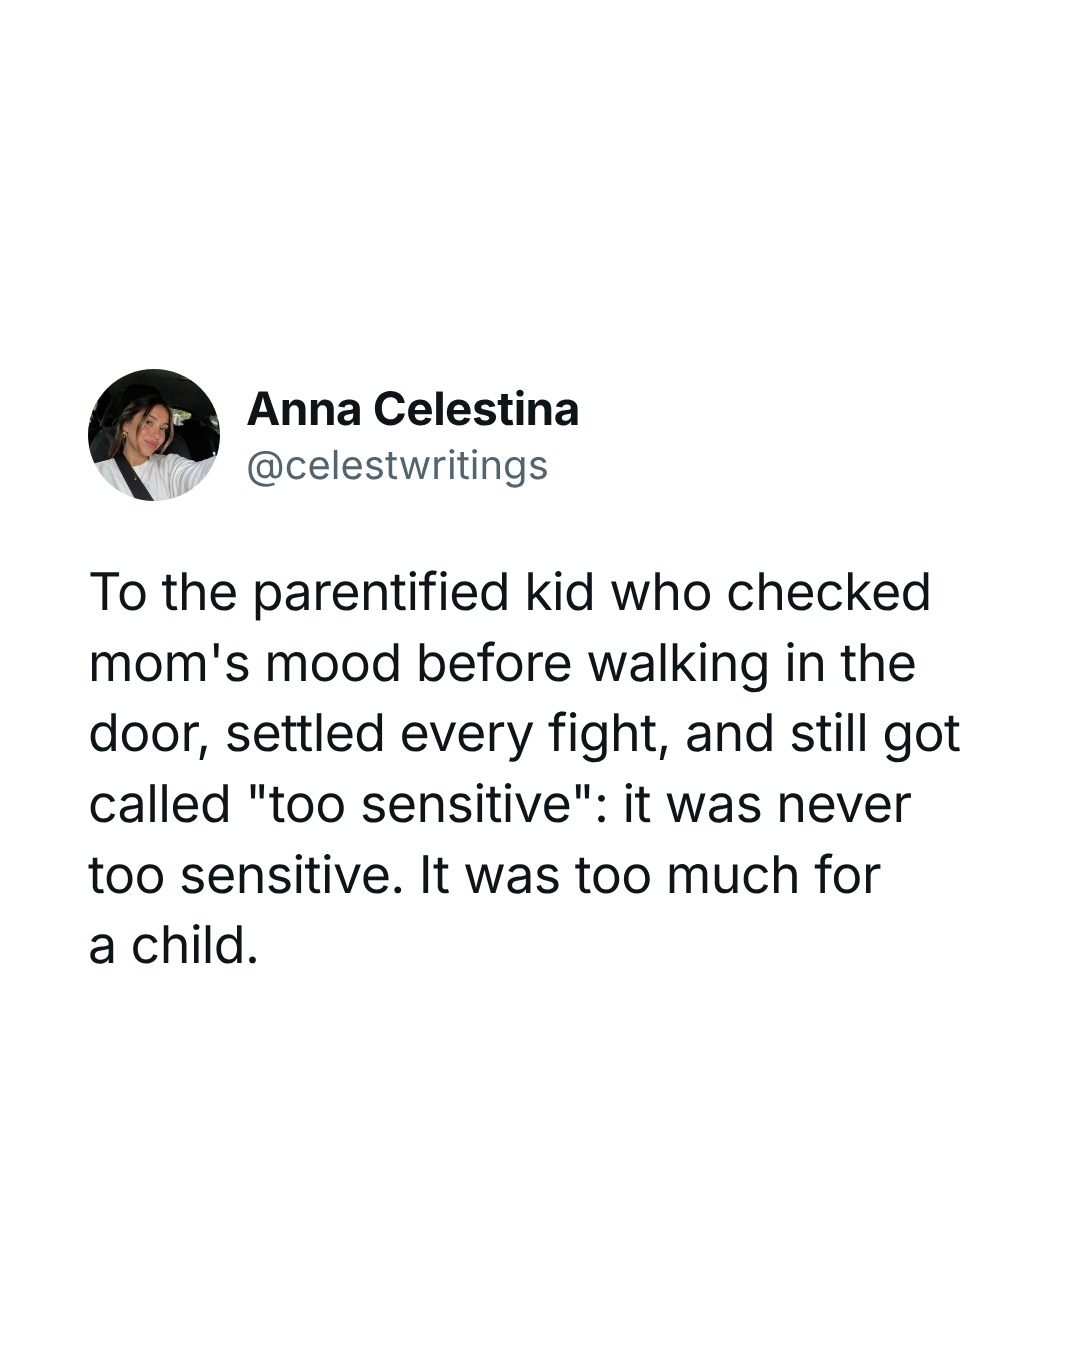 Anna Celestina
@celestwritings
To the parentified kid who checked
mom's mood before walking in the
door, settled every fight, and still got
called "too sensitive": it was never
too sensitive. It was too much for
a child.